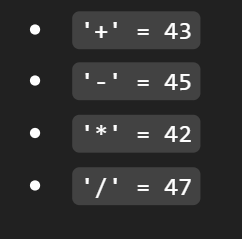 • '+' = 43
• '-' = 45
• '*' = 42
• '/' = 47